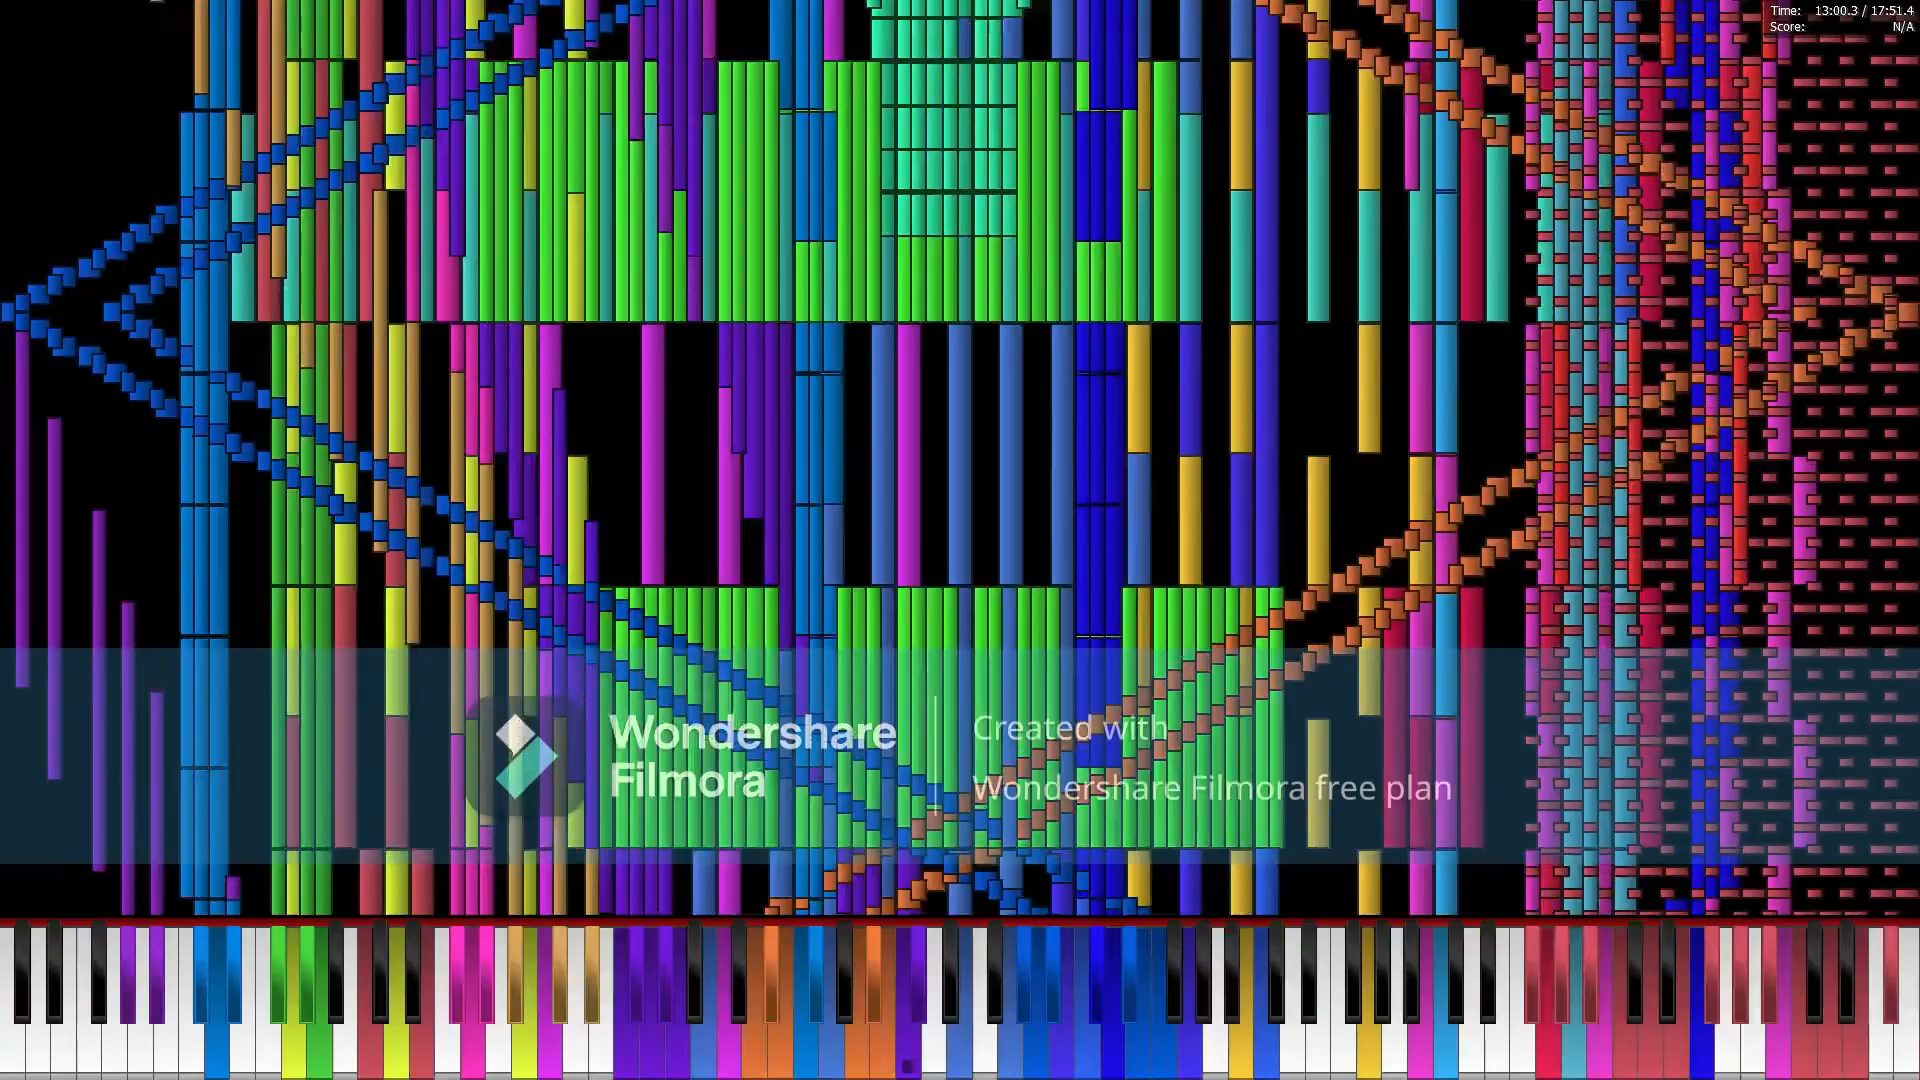 Time: 13:00.3 / 17:51.4
Score: N/A
Wondershare
Filmora
Created with
Wondershare Filmora free plan